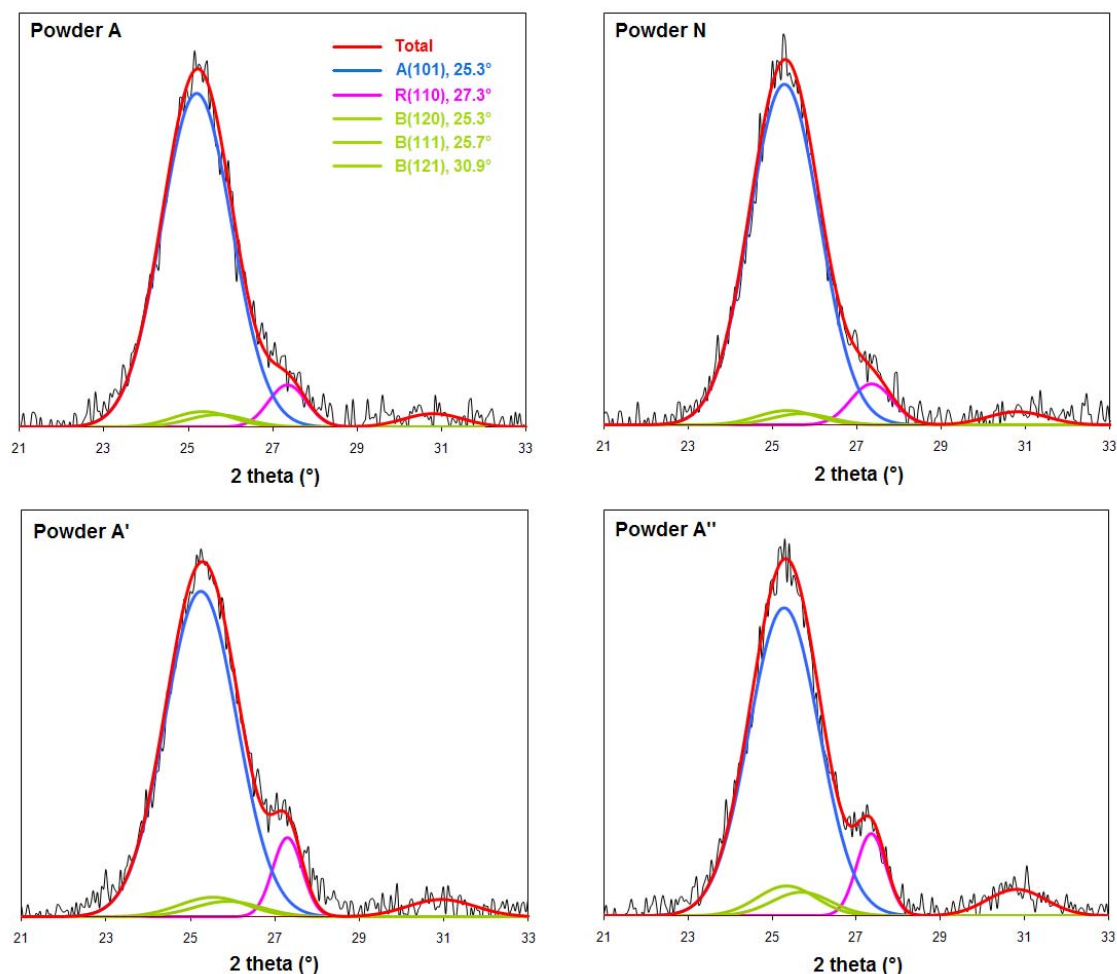 Powder A
Total
A(101), 25.3°
R(110), 27.3°
B(120), 25.3°
B(111), 25.7°
B(121), 30.9°
21 23 25 27 29 31 33
2 theta (°)
Powder N
21 23 25 27 29 31 33
2 theta (°)
Powder A'
21 23 25 27 29 31 33
2 theta (°)
Powder A''
21 23 25 27 29 31 33
2 theta (°)